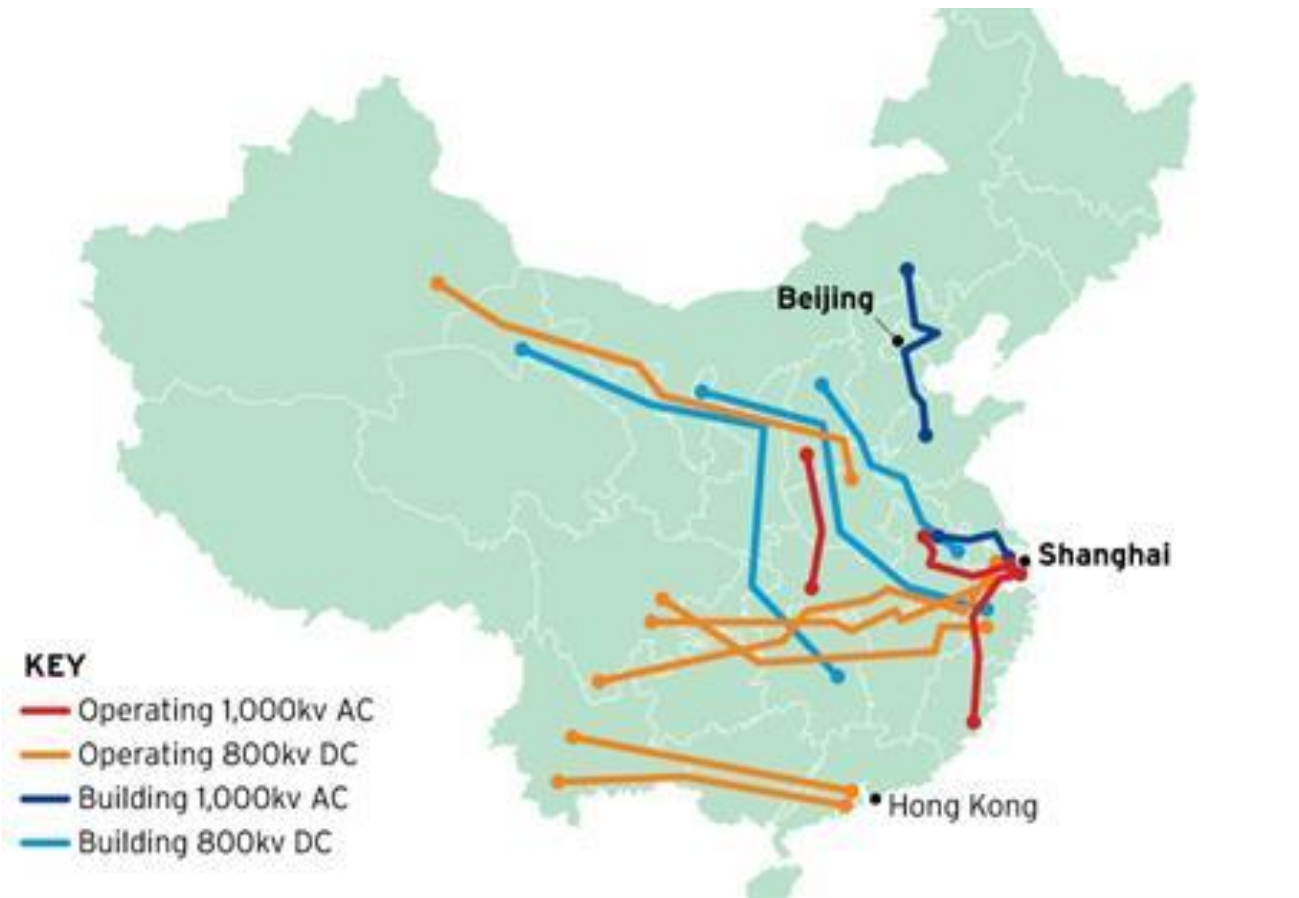 Beijing
Shanghai
KEY
Operating 1,000kv AC
Operating 800kv DC
Building 1,000kv AC
Building 800kv DC
Hong Kong